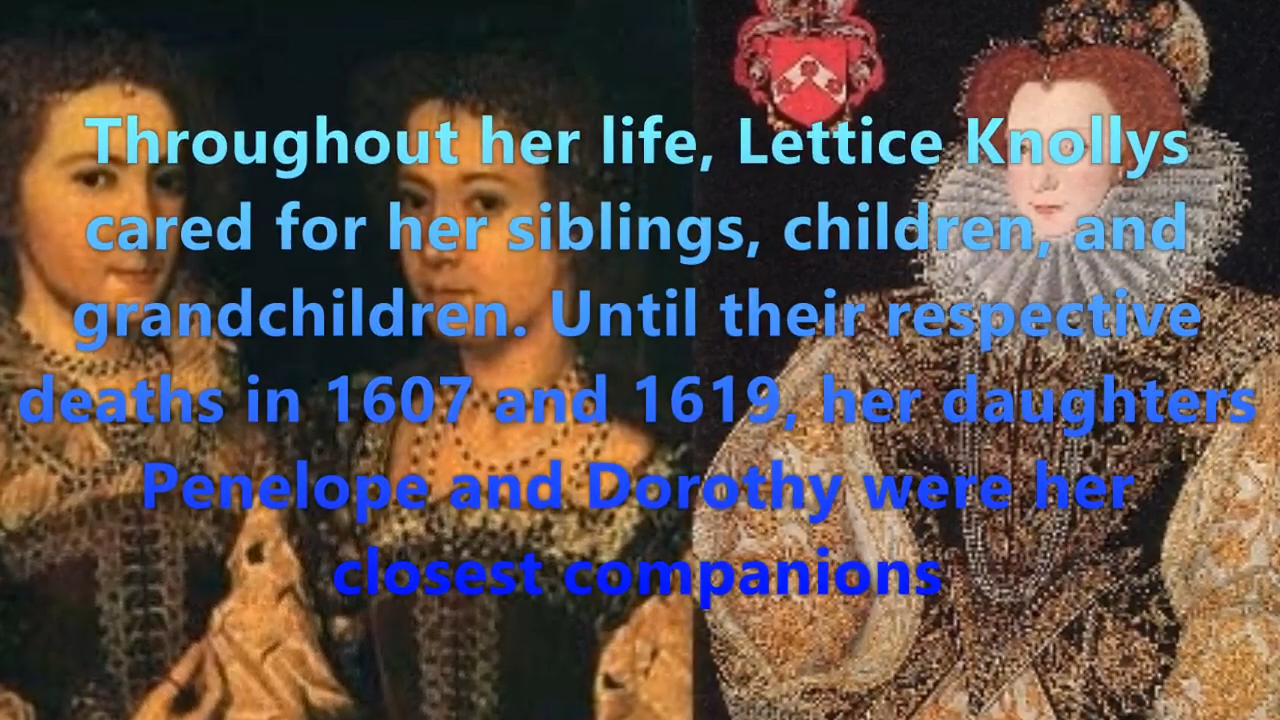 Throughout her life, Lettice Knollys
cared for her siblings, children, and
grandchildren. Until their respective
deaths in 1607 and 1619, her daughters
Penelope and Dorothy were her
closest companions